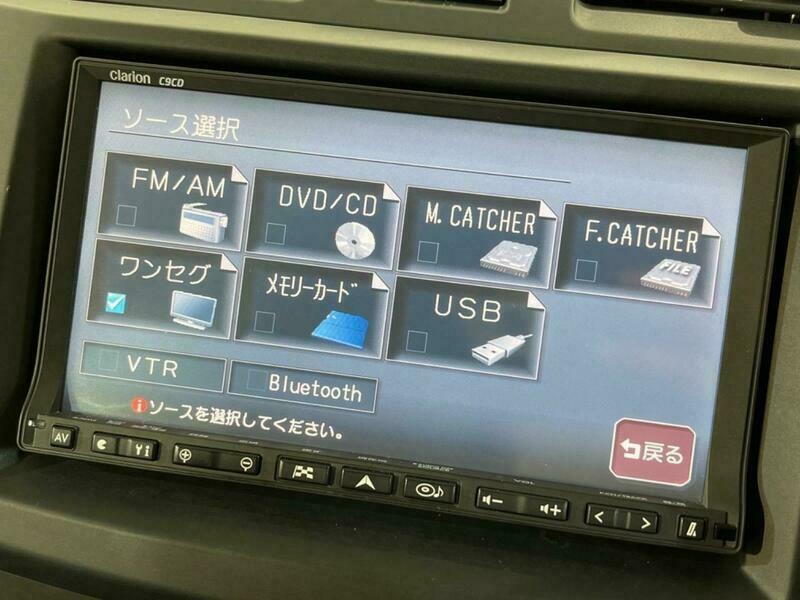 Clarion C9CD
ソース選択
FM/AM
DVD/CD
M.CATCHER
F.CATCHER
FILE
ワンセグ
メモリーカード
USB
VTR
Bluetooth
ソースを選択してください。
戻る
AV